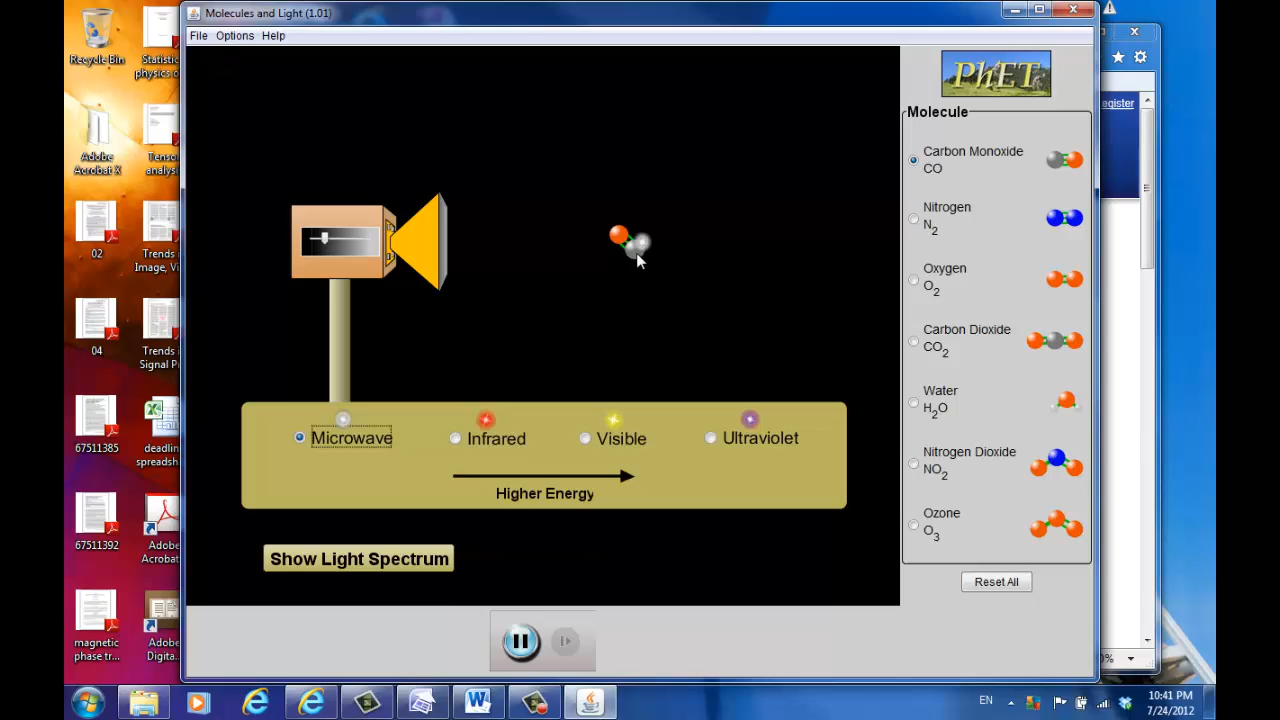 Molecules and Light (1.01)
File Options Help
Recycle Bin
Statistic
physics o...
Adobe
Acrobat X
Tensor
analysi...
02
Trends i
Image, Vi...
04
Trends i
Signal Pr...
67511385
deadlin
spreadsh...
67511392
Adobe
Acrobat...
magnetic
phase tr...
Adobe
Digita...
PhET
Molecule
Carbon Monoxide
CO
Nitrogen
N2
Oxygen
O2
Carbon Dioxide
CO2
Water
H2O
Nitrogen Dioxide
NO2
Ozone
O3
Reset All
egister
Microwave Infrared Visible Ultraviolet
Higher Energy
Show Light Spectrum
0%
EN
10:41 PM
7/24/2012